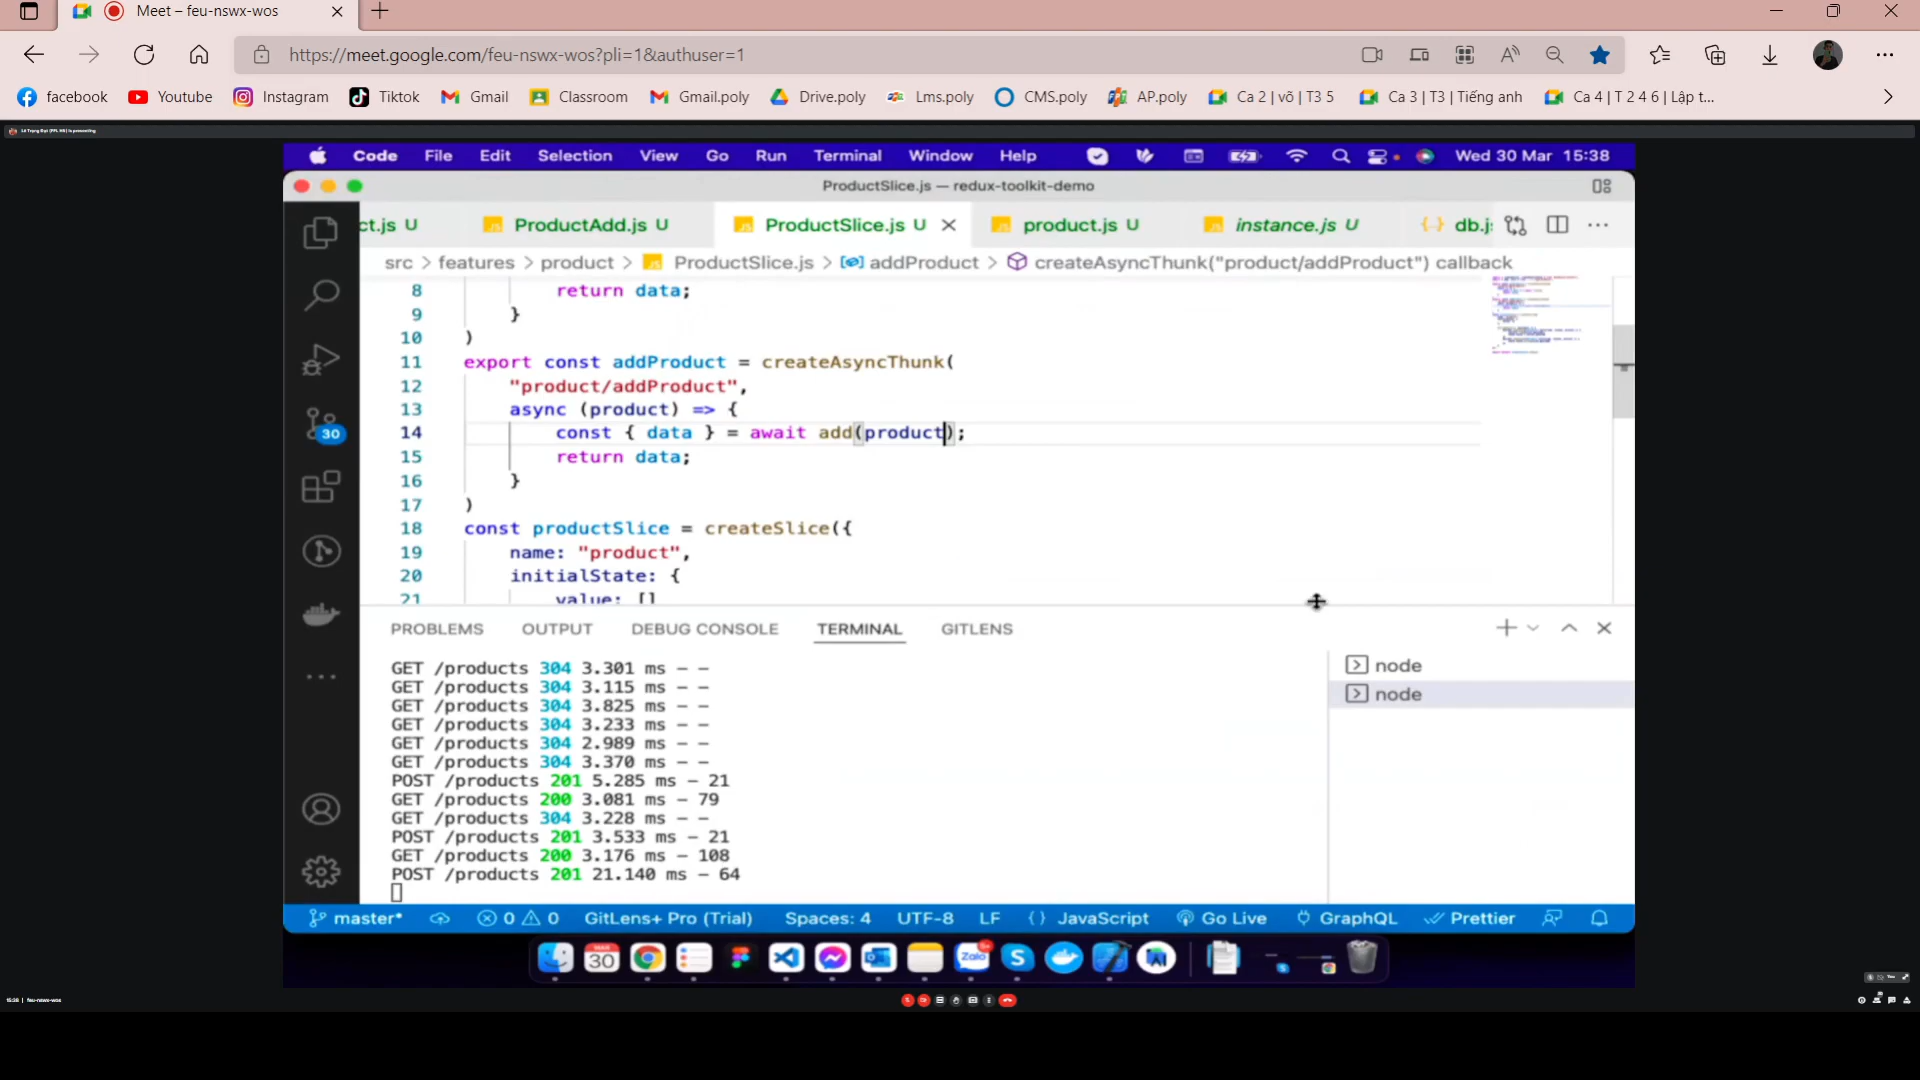 Meet – feu-nswx-wos
https://meet.google.com/feu-nswx-wos?pli=1&authuser=1
facebook Youtube Instagram Tiktok Gmail Classroom Gmail.poly Drive.poly Lms.poly CMS.poly AP.poly Ca 2 | võ | T3 5 Ca 3 | T3 | Tiếng anh Ca 4 | T 2 4 6 | Lập t...
Code File Edit Selection View Go Run Terminal Window Help Wed 30 Mar 15:38
ProductSlice.js — redux-toolkit-demo
ct.js U ProductAdd.js U ProductSlice.js U product.js U instance.js U db.js
src > features > product > ProductSlice.js > addProduct > createAsyncThunk("product/addProduct") callback
8 return data;
9 }
10 )
11 export const addProduct = createAsyncThunk(
12 "product/addProduct",
13 async (product) => {
14 const { data } = await add(product);
15 return data;
16 }
17 )
18 const productSlice = createSlice({
19 name: "product",
20 initialState: {
21 value: []
PROBLEMS OUTPUT DEBUG CONSOLE TERMINAL GITLENS
GET /products 304 3.301 ms - -
GET /products 304 3.115 ms - -
GET /products 304 3.825 ms - -
GET /products 304 3.233 ms - -
GET /products 304 2.989 ms - -
GET /products 304 3.370 ms - -
POST /products 201 5.285 ms - 21
GET /products 200 3.081 ms - 79
GET /products 304 3.228 ms - -
POST /products 201 3.533 ms - 21
GET /products 200 3.176 ms - 108
POST /products 201 21.140 ms - 64
node
node
30
master* 0 0 GitLens+ Pro (Trial) Spaces: 4 UTF-8 LF {} JavaScript Go Live GraphQL Prettier
MAR
30
Zalo
15:38 | feu-nswx-wos